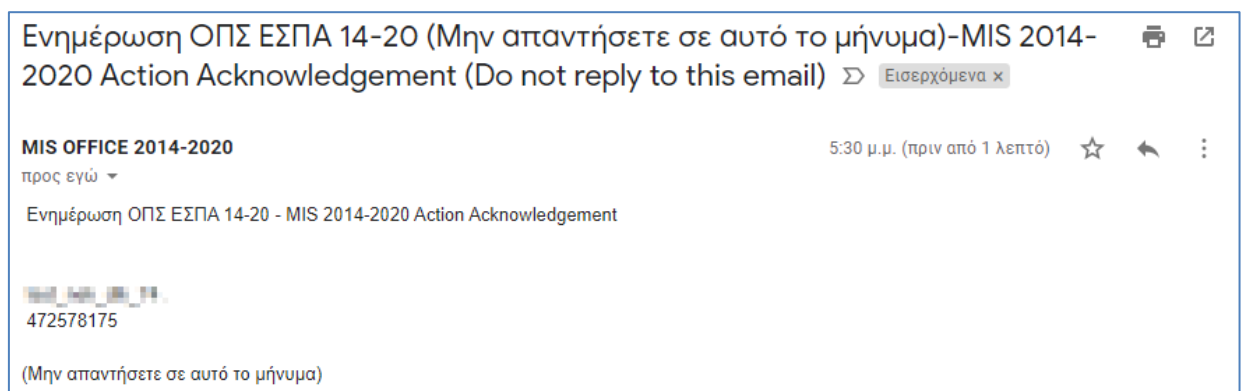 Ενημέρωση ΟΠΣ ΕΣΠΑ 14-20 (Μην απαντήσετε σε αυτό το μήνυμα)-MIS 2014-
2020 Action Acknowledgement (Do not reply to this email) Εισερχόμενα x
MIS OFFICE 2014-2020 5:30 μ.μ. (πριν από 1 λεπτό)
προς εγώ
Ενημέρωση ΟΠΣ ΕΣΠΑ 14-20 - MIS 2014-2020 Action Acknowledgement
472578175
(Μην απαντήσετε σε αυτό το μήνυμα)